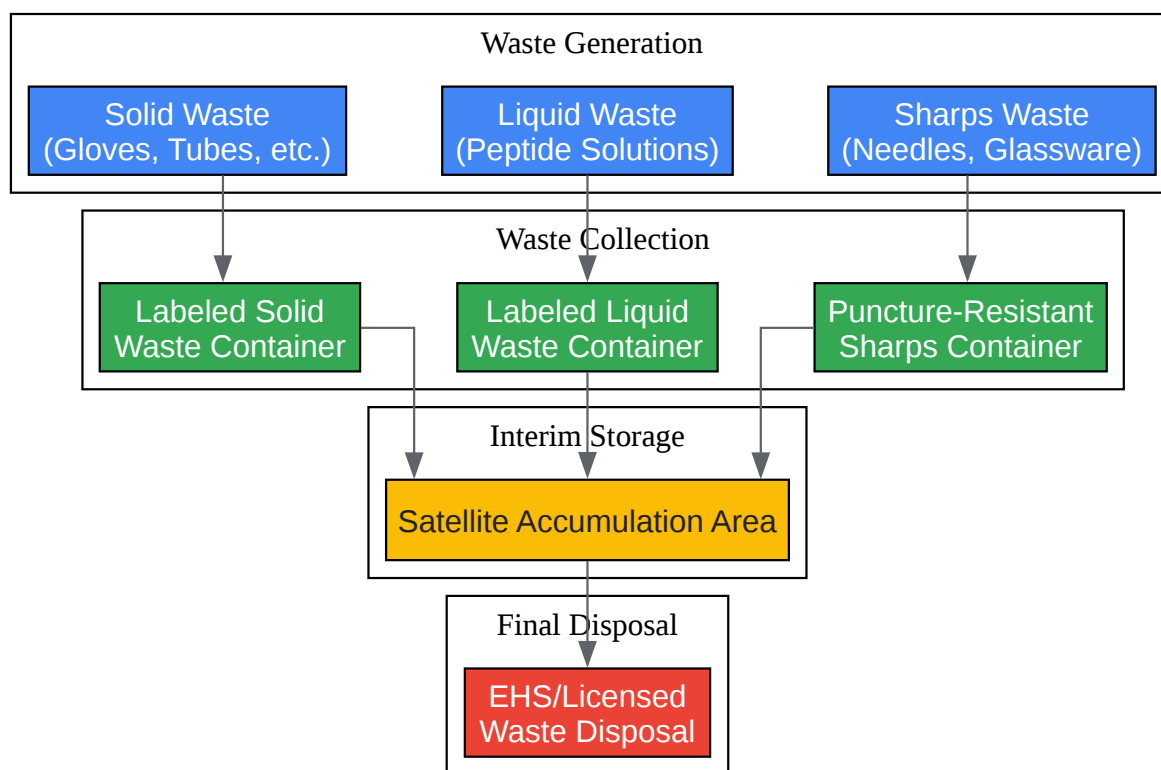 Waste Generation
Solid Waste
(Gloves, Tubes, etc.)
Liquid Waste
(Peptide Solutions)
Sharps Waste
(Needles, Glassware)
Waste Collection
Labeled Solid
Waste Container
Labeled Liquid
Waste Container
Puncture-Resistant
Sharps Container
Interim Storage
Satellite Accumulation Area
Final Disposal
EHS/Licensed
Waste Disposal